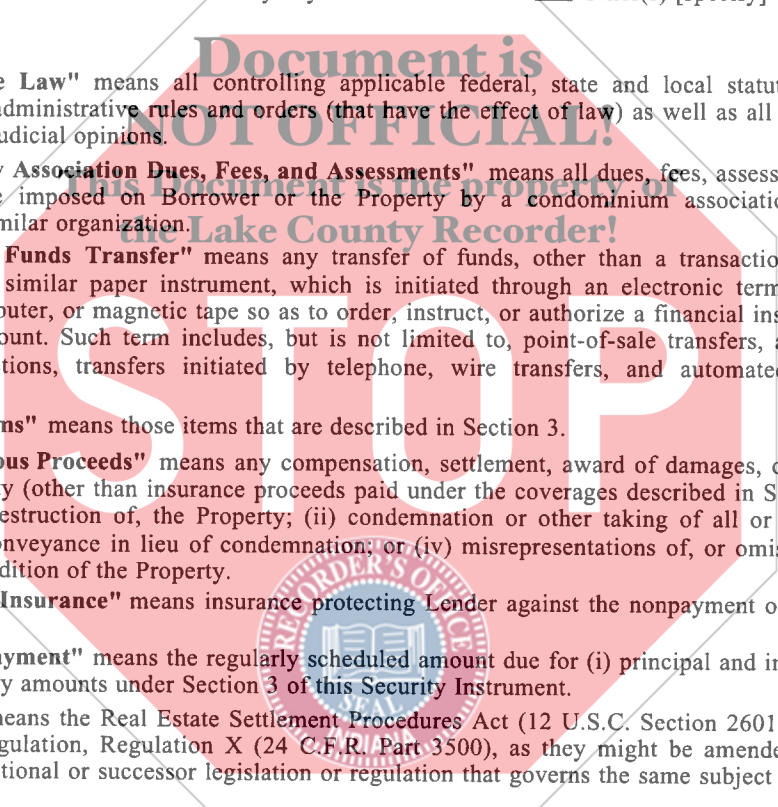 Document is
NOT OFFICIAL!
This Document is the property of
the Lake County Recorder!
STOP
e Law" means all controlling applicable federal, state and local statut
administrative rules and orders (that have the effect of law) as well as all
udicial opinions.
y Association Dues, Fees, and Assessments" means all dues, fees, assess
e imposed on Borrower or the Property by a condominium associatio
milar organization.
Funds Transfer" means any transfer of funds, other than a transactio
similar paper instrument, which is initiated through an electronic term
puter, or magnetic tape so as to order, instruct, or authorize a financial ins
ount. Such term includes, but is not limited to, point-of-sale transfers, a
tions, transfers initiated by telephone, wire transfers, and automated
ms" means those items that are described in Section 3.
ous Proceeds" means any compensation, settlement, award of damages, o
y (other than insurance proceeds paid under the coverages described in S
estruction of, the Property; (ii) condemnation or other taking of all or
onveyance in lieu of condemnation; or (iv) misrepresentations of, or omis
dition of the Property.
Insurance" means insurance protecting Lender against the nonpayment o
ayment" means the regularly scheduled amount due for (i) principal and in
y amounts under Section 3 of this Security Instrument.
means the Real Estate Settlement Procedures Act (12 U.S.C. Section 2601
gulation, Regulation X (24 C.F.R. Part 3500), as they might be amende
tional or successor legislation or regulation that governs the same subject
RECORDER'S OFFICE
SEAL
INDIANA